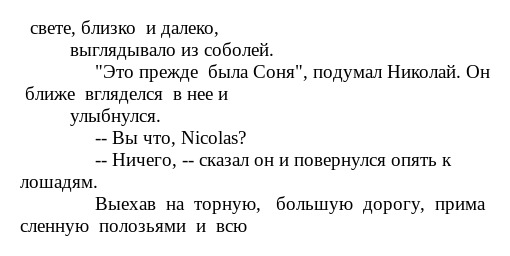 свете, близко и далеко,
выглядывало из соболей.
"Это прежде была Соня", подумал Николай. Он
ближе вгляделся в нее и
улыбнулся.
-- Вы что, Nicolas?
-- Ничего, -- сказал он и повернулся опять к
лошадям.
Выехав на торную, большую дорогу, прима
сленную полозьями и всю